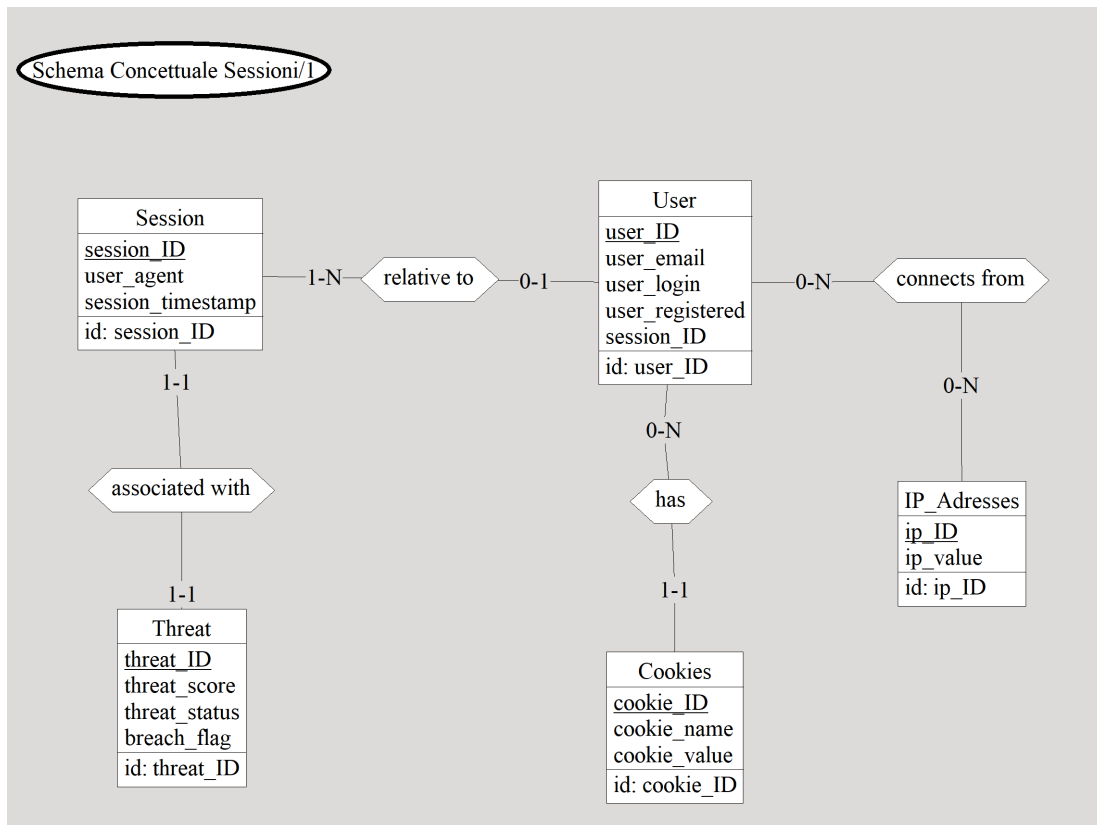 Schema Concettuale Sessioni/1
Session
session_ID
user_agent
session_timestamp
id: session_ID
1-N
relative to
0-1
User
user_ID
user_email
user_login
user_registered
session_ID
id: user_ID
0-N
connects from
0-N
IP_Adresses
ip_ID
ip_value
id: ip_ID
1-1
associated with
1-1
Threat
threat_ID
threat_score
threat_status
breach_flag
id: threat_ID
0-N
has
1-1
Cookies
cookie_ID
cookie_name
cookie_value
id: cookie_ID